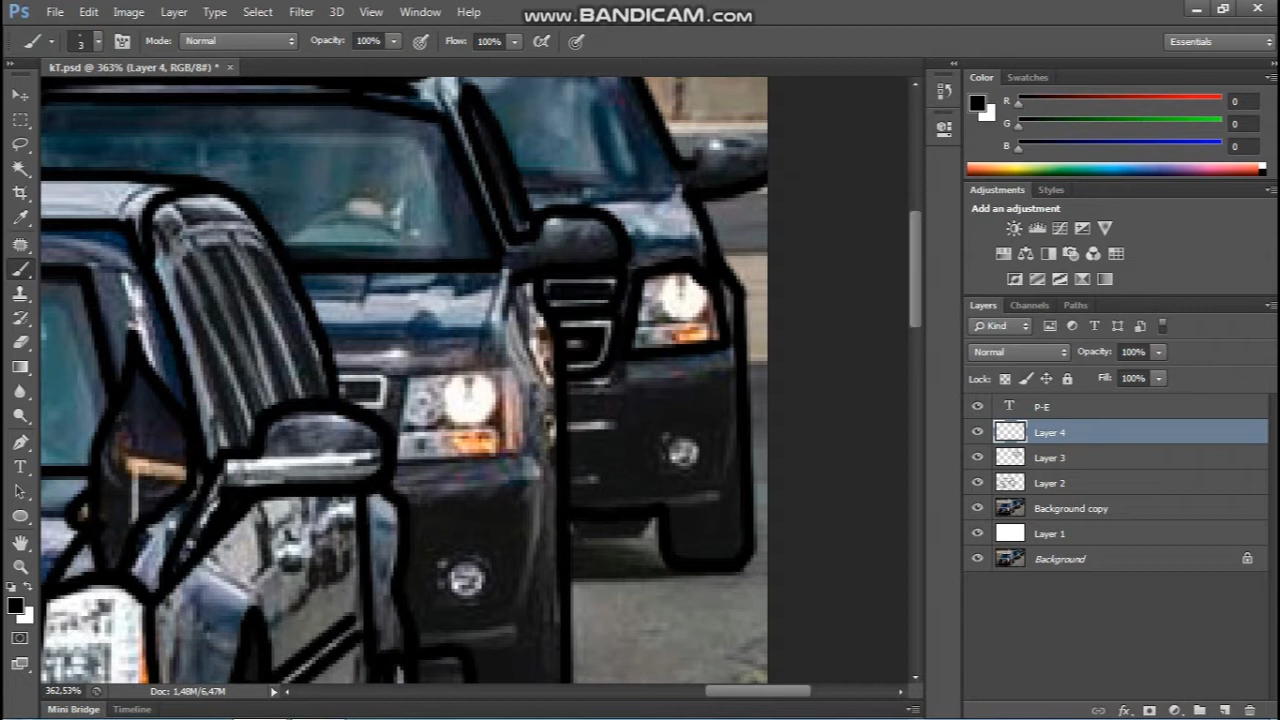 www.BANDICAM.com
Ps File Edit Image Layer Type Select Filter 3D View Window Help
3 Mode: Normal Opacity: 100% Flow: 100% Essentials
kT.psd @ 363% (Layer 4, RGB/8#) * ×
Color Swatches
R 0
G 0
B 0
Adjustments Styles
Add an adjustment
Layers Channels Paths
Kind
Normal Opacity: 100%
Lock: Fill: 100%
T P-E
Layer 4
Layer 3
Layer 2
Background copy
Layer 1
Background
362,53% Doc: 1,48M/6,47M
Mini Bridge Timeline